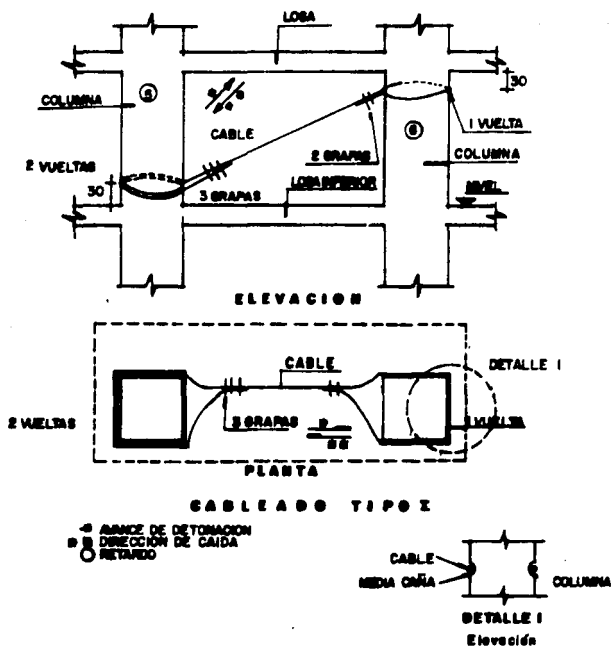 LOSA
30
5
COLUMNA
CABLE
6
1 VUELTA
2 GRAPAS
COLUMNA
2 VUELTAS
30
3 GRAPAS
LOSA INFERIOR
NIVEL
ELEVACION
CABLE
DETALLE 1
2 VUELTAS
3 GRAPAS
1 VUELTA
PLANTA
CABLEADO TIPO I
AVANCE DE DETONACION
DIRECCION DE CAIDA
RETARDO
CABLE
MEDIA CAÑA
COLUMNA
DETALLE 1
Elevación